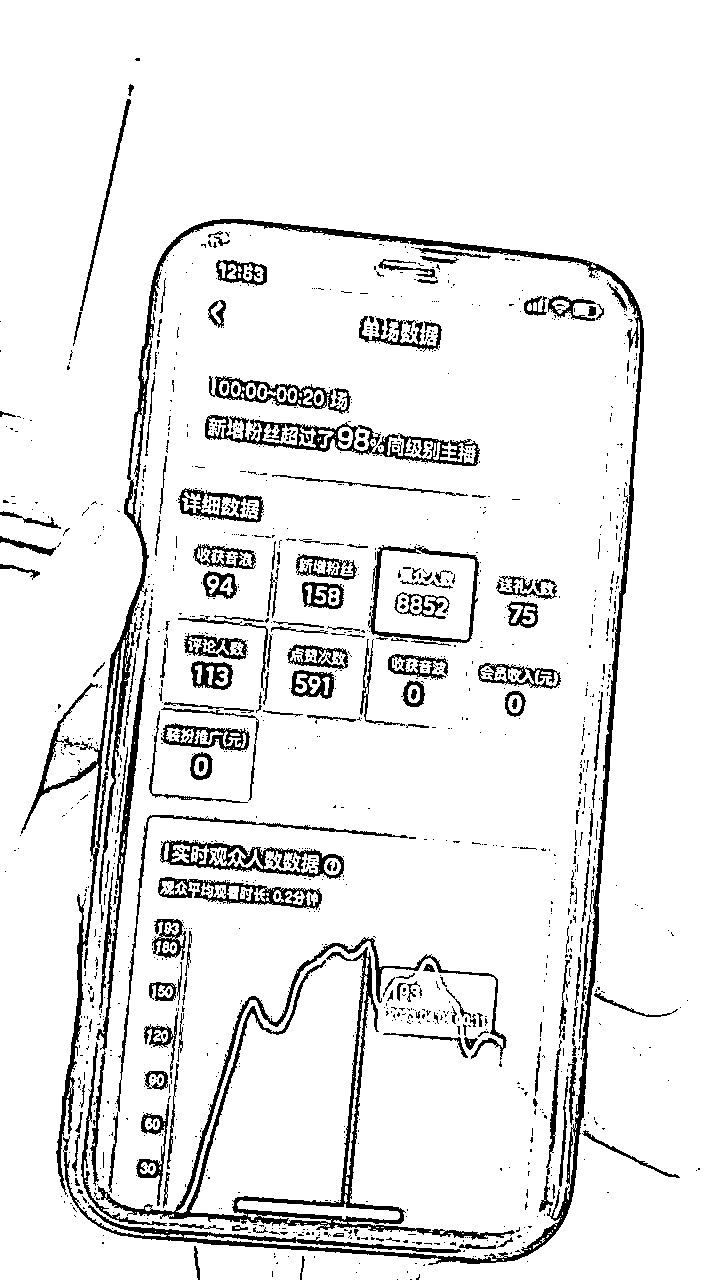 12:53
单场数据
00:00-00:20 场
新增粉丝超过了98%同级别主播
详细数据
收获音浪 新增粉丝 观众人数 送礼人数
94 158 8852 75
评论人数 点赞次数 收获音浪 会员收入(元)
113 591 0 0
涨粉推广(元)
0
实时观众人数数据
观众平均观看时长: 0.2分钟
193
180
150
120
90
60
30
193